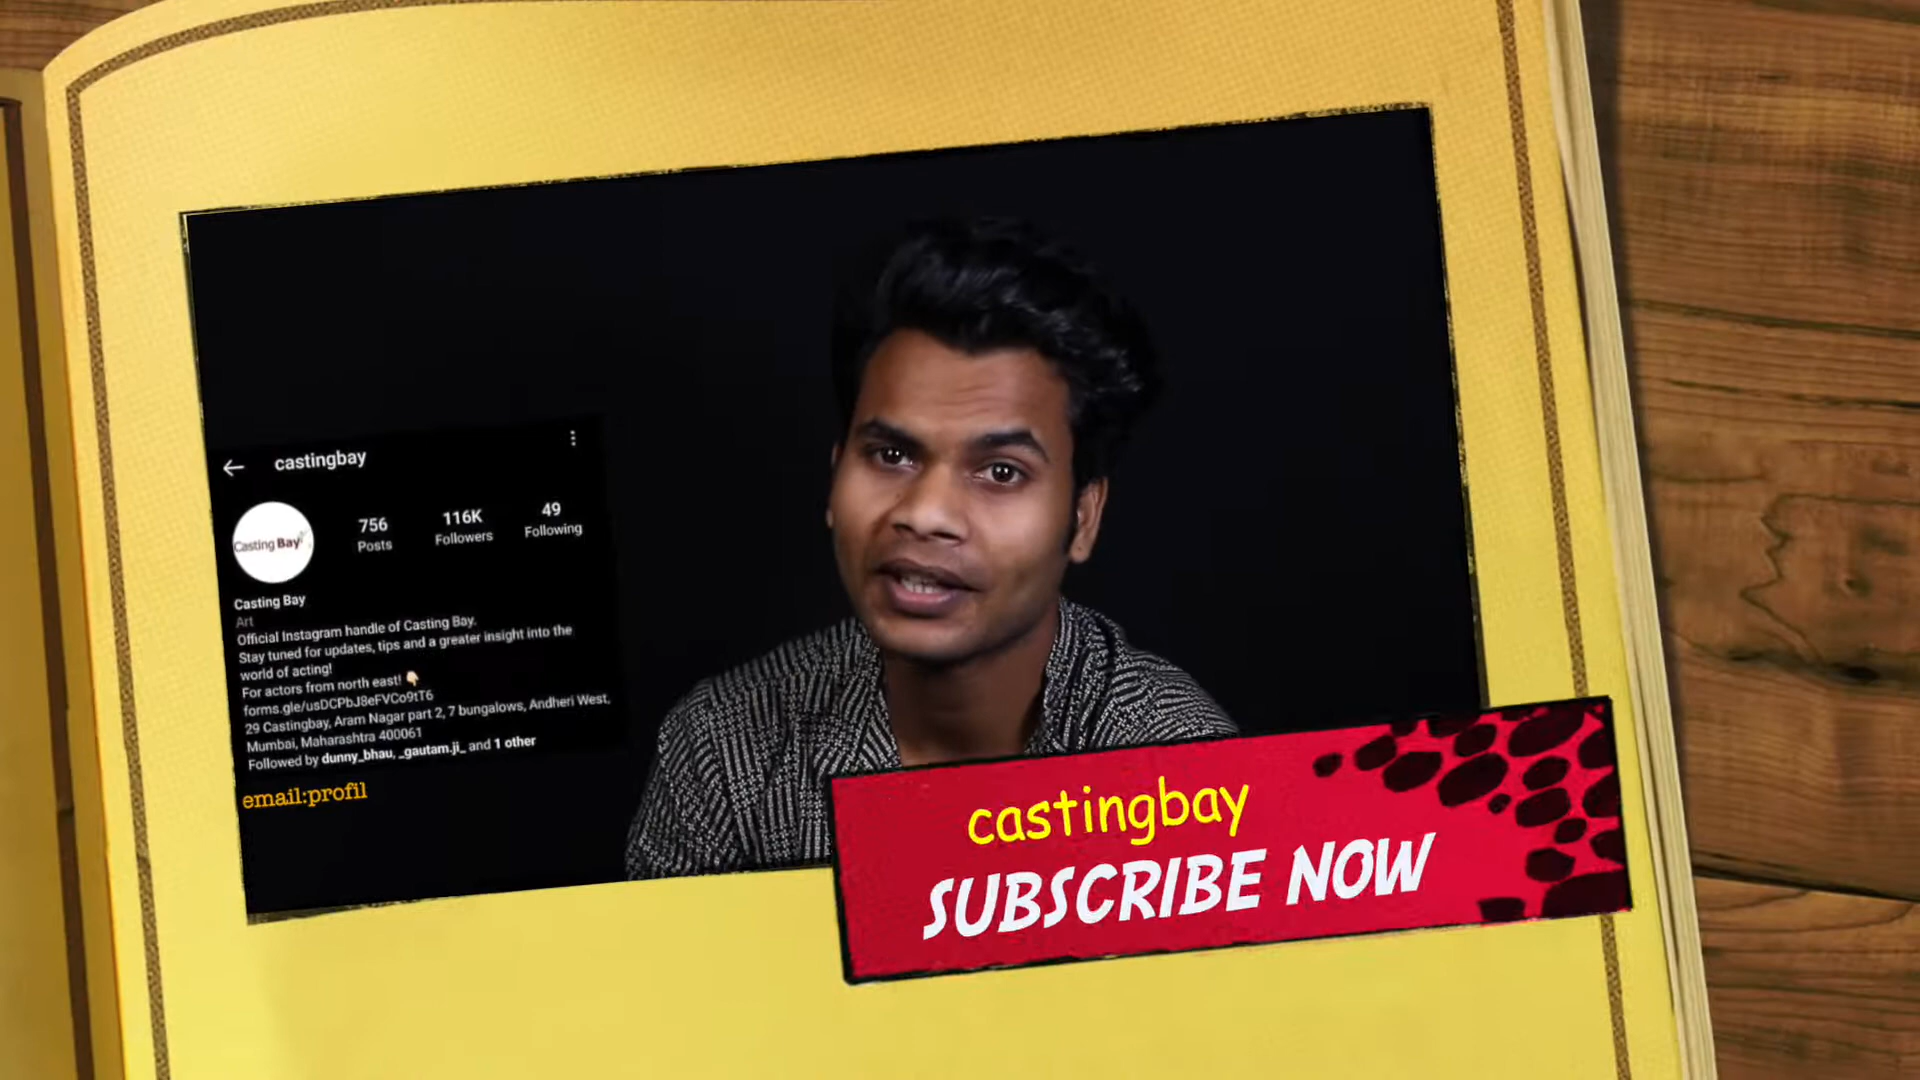 castingbay
Casting Bay
756
Posts
116K
Followers
49
Following
Casting Bay
Art
Official Instagram handle of Casting Bay.
Stay tuned for updates, tips and a greater insight into the
world of acting!
For actors from north east! 👇🏻
forms.gle/usDCPbJ8eFVCo9tT6
29 Castingbay, Aram Nagar part 2, 7 bungalows, Andheri West,
Mumbai, Maharashtra 400061
Followed by dunny_bhau, _gautam.ji_ and 1 other
email:profil
castingbay
SUBSCRIBE NOW